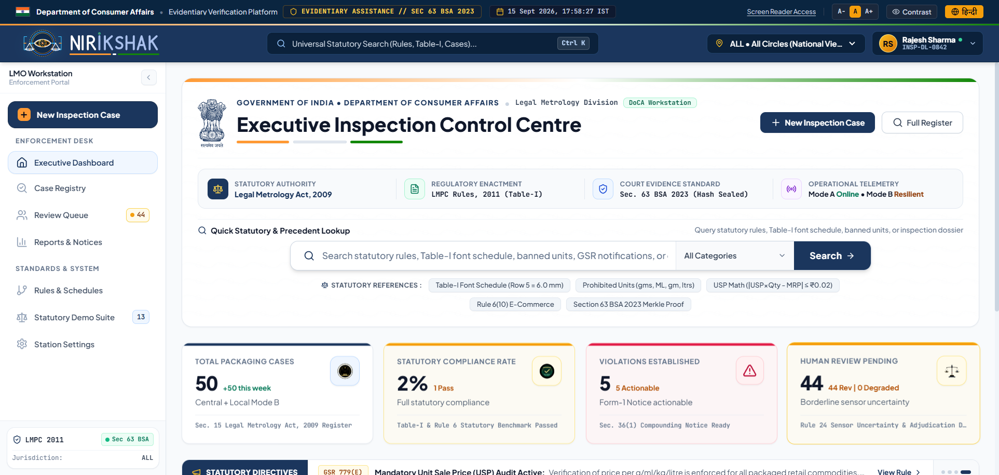 Department of Consumer Affairs • Evidentiary Verification Platform
EVIDENTIARY ASSISTANCE // SEC 63 BSA 2023
15 Sept 2026, 17:58:27 IST
Screen Reader Access
A- A A+
Contrast
हिन्दी
NIRIKSHAK
Universal Statutory Search (Rules, Table-I, Cases)...
Ctrl K
ALL • All Circles (National Vie...
RS
Rajesh Sharma
INSP-DL-0842
LMO Workstation
Enforcement Portal
New Inspection Case
ENFORCEMENT DESK
Executive Dashboard
Case Registry
Review Queue 44
Reports & Notices
STANDARDS & SYSTEM
Rules & Schedules
Statutory Demo Suite 13
Station Settings
LMPC 2011 Sec 63 BSA
Jurisdiction: ALL
सत्यमेव जयते
GOVERNMENT OF INDIA • DEPARTMENT OF CONSUMER AFFAIRS • Legal Metrology Division DoCA Workstation
Executive Inspection Control Centre
New Inspection Case
Full Register
STATUTORY AUTHORITY
Legal Metrology Act, 2009
REGULATORY ENACTMENT
LMPC Rules, 2011 (Table-I)
COURT EVIDENCE STANDARD
Sec. 63 BSA 2023 (Hash Sealed)
OPERATIONAL TELEMETRY
Mode A Online • Mode B Resilient
Quick Statutory & Precedent Lookup
Query statutory rules, Table-I font schedule, banned units, or inspection dossier
Search statutory rules, Table-I font schedule, banned units, GSR notifications, or
All Categories
Search →
STATUTORY REFERENCES :
Table-I Font Schedule (Row 5 = 6.0 mm)
Prohibited Units (gms, ML, gm, ltrs)
USP Math (|USP×Qty - MRP| ≤ ₹0.02)
Rule 6(10) E-Commerce
Section 63 BSA 2023 Merkle Proof
TOTAL PACKAGING CASES
50 +50 this week
Central + Local Mode B
Sec. 15 Legal Metrology Act, 2009 Register
STATUTORY COMPLIANCE RATE
2% 1 Pass
Full statutory compliance
Table-I & Rule 6 Statutory Benchmark Passed
VIOLATIONS ESTABLISHED
5 5 Actionable
Form-1 Notice actionable
Sec. 36(1) Compounding Notice Ready
HUMAN REVIEW PENDING
44 44 Rev | 0 Degraded
Borderline sensor uncertainty
Rule 24 Sensor Uncertainty & Adjudication D…
STATUTORY DIRECTIVES
GSR 779(E)
Mandatory Unit Sale Price (USP) Audit Active: Verification of price per g/ml/kg/litre is enforced for all packaged retail commodities....
View Rule